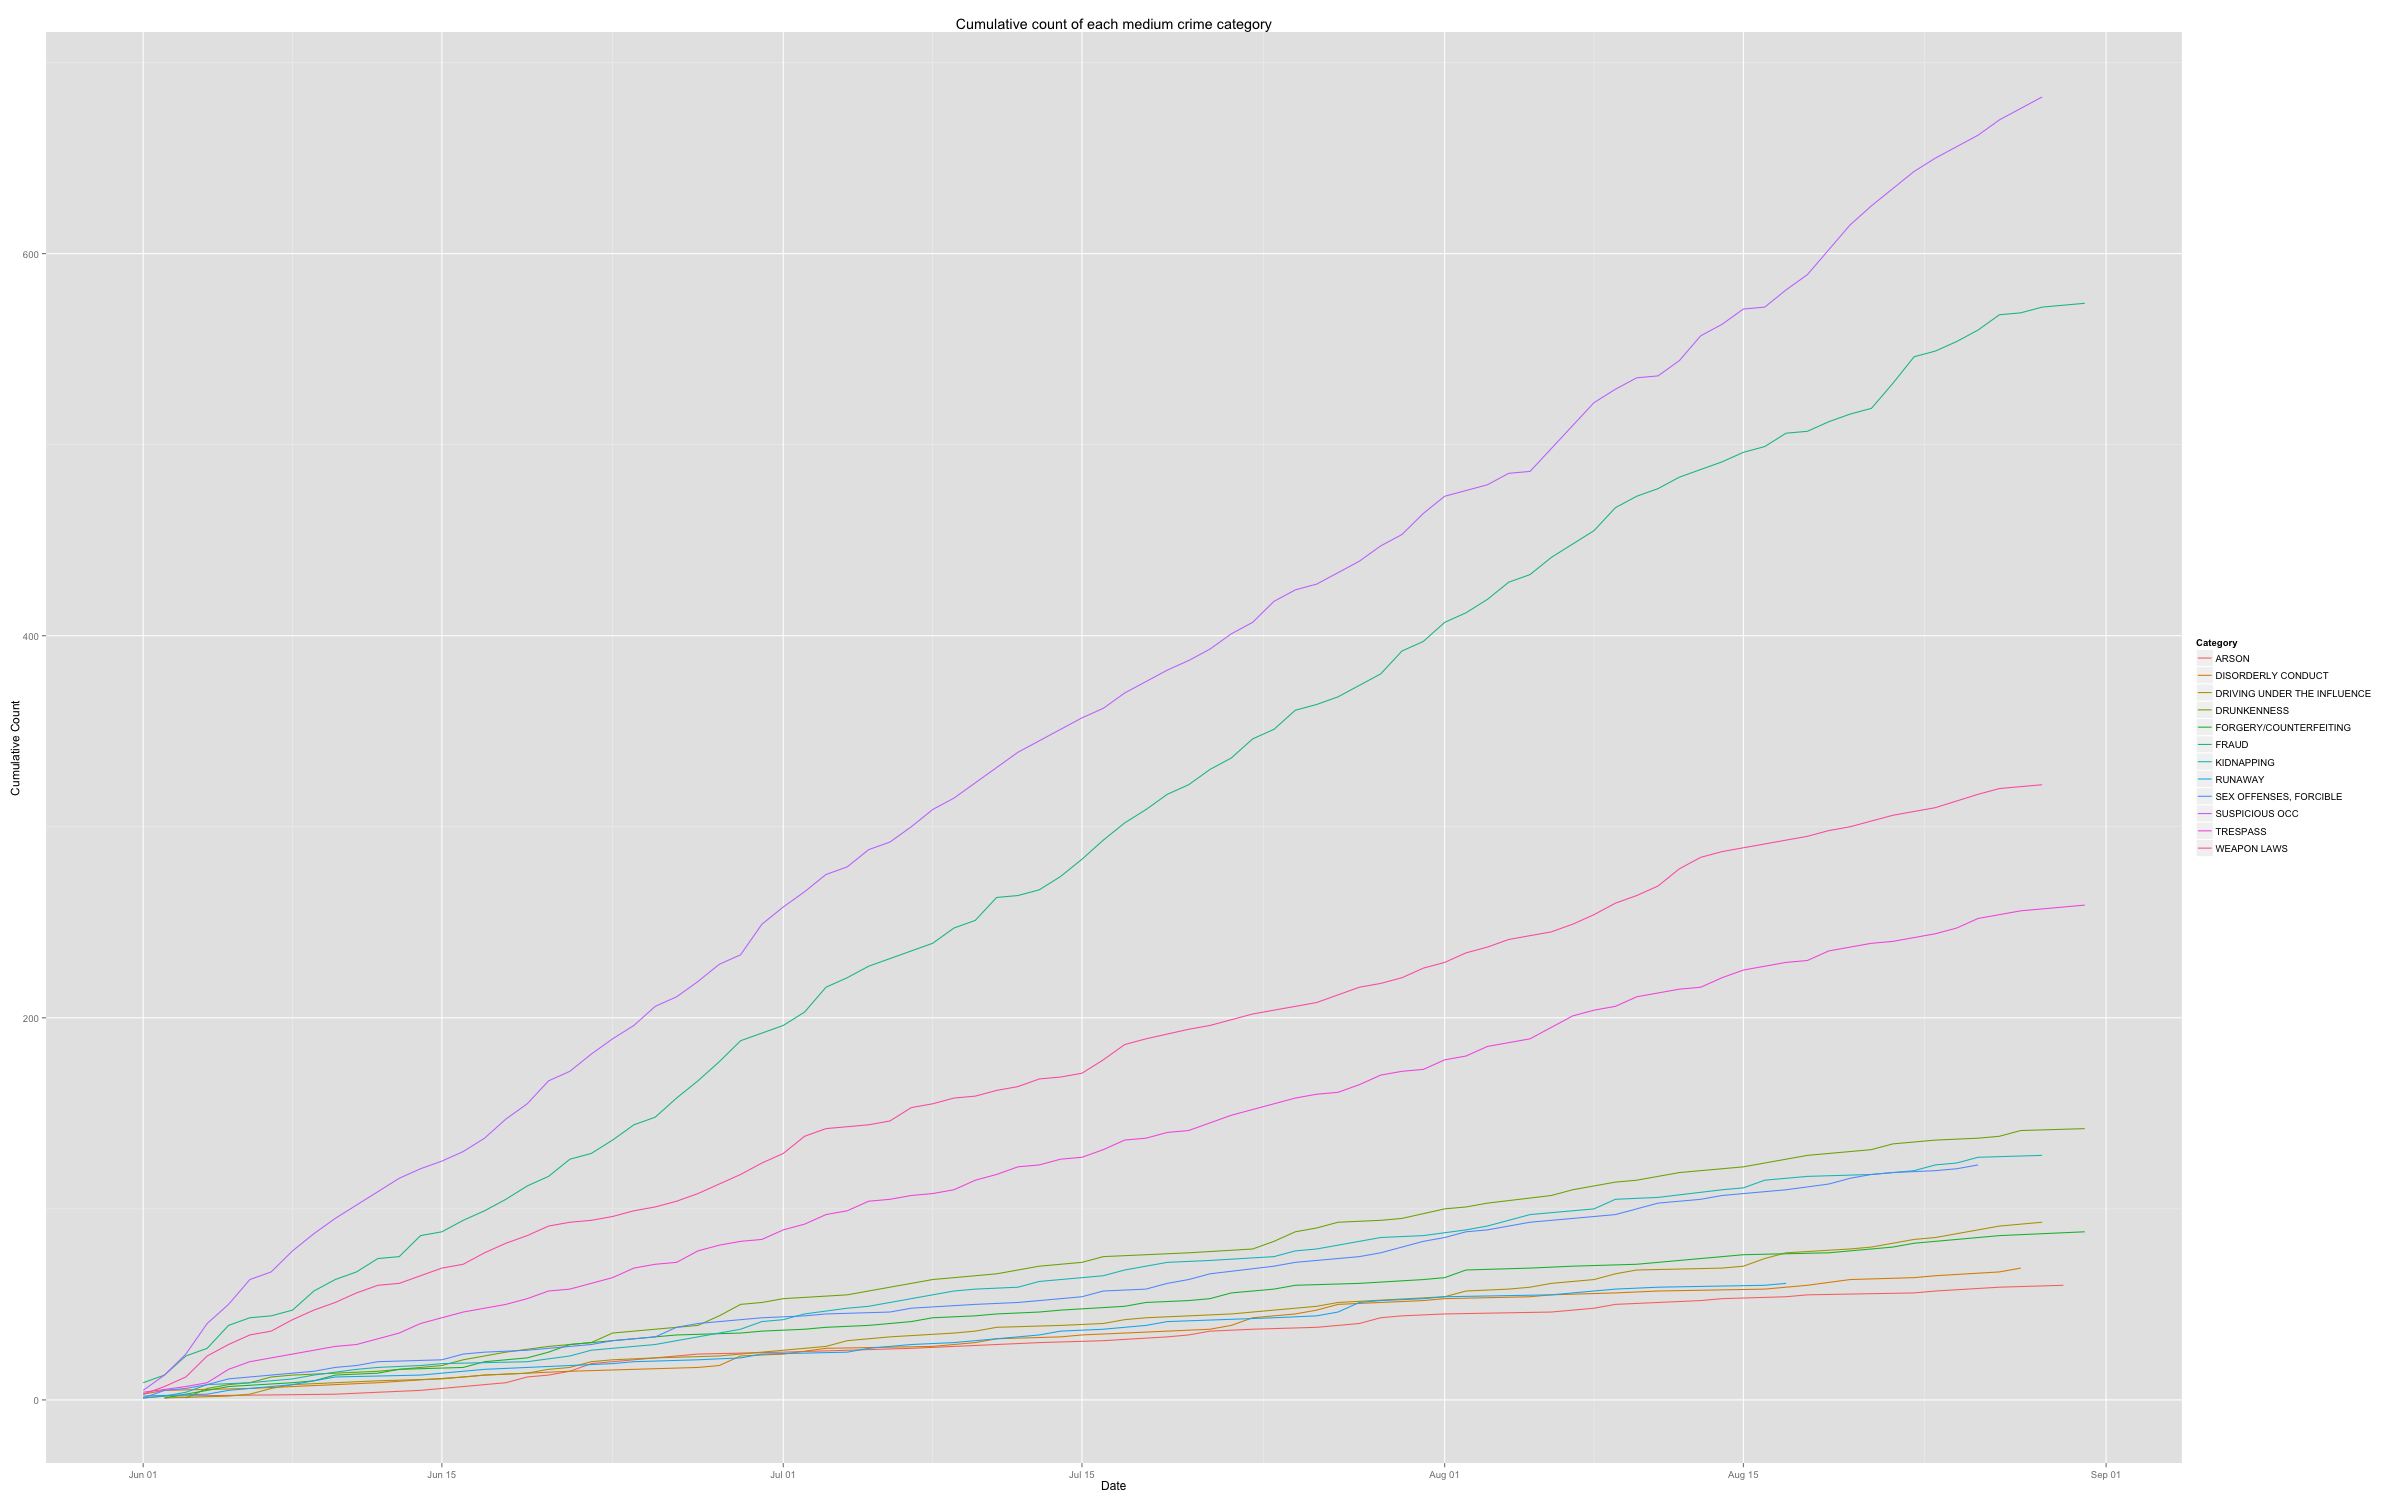 Cumulative count of each medium crime category
600
400
200
0
Cumulative Count
Jun 01
Jun 15
Jul 01
Jul 15
Aug 01
Aug 15
Sep 01
Date
Category
ARSON
DISORDERLY CONDUCT
DRIVING UNDER THE INFLUENCE
DRUNKENNESS
FORGERY/COUNTERFEITING
FRAUD
KIDNAPPING
RUNAWAY
SEX OFFENSES, FORCIBLE
SUSPICIOUS OCC
TRESPASS
WEAPON LAWS